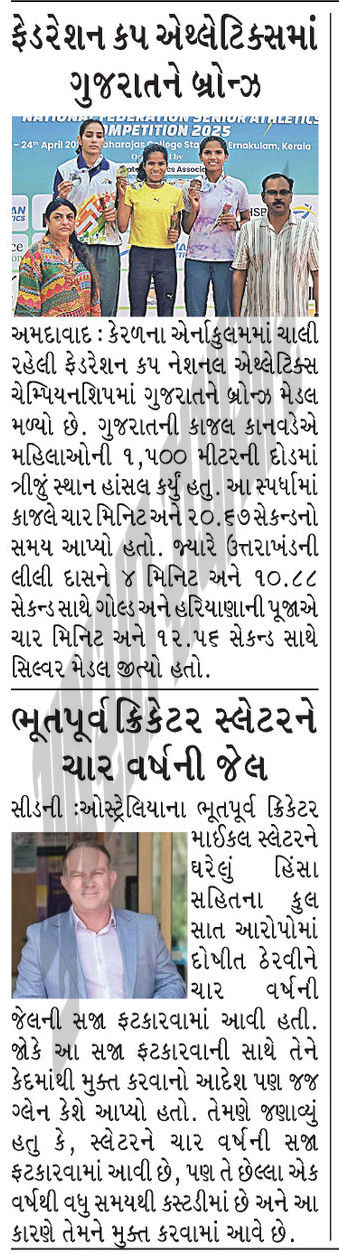 ફેડરેશન કપ એથ્લેટિક્સમાં
ગુજરાતને બ્રોન્ઝ
NATIONAL FEDERATION SENIOR ATHLETICS
COMPETITION 2025
- 24 April 20
Maharajas College Sta
Ernakulam, Kerala
અમદાવાદ : કેરળના એર્નાકુલમમાં ચાલી
રહેલી ફેડરેશન કપ નેશનલ એથ્લેટિક્સ
ચેમ્પિયનશિપમાં ગુજરાતને બ્રોન્ઝ મેડલ
મળ્યો છે. ગુજરાતની કાજલ કાનવડેએ
મહિલાઓની ૧,૫૦૦ મીટરની દોડમાં
ત્રીજું સ્થાન હાંસલ કર્યું હતુ. આ સ્પર્ધામાં
કાજલે ચાર મિનિટ અને ૨૦.૬૭ સેકન્ડનો
સમય આપ્યો હતો. જ્યારે ઉત્તરાખંડની
લીલી દાસને ૪ મિનિટ અને ૧૦.૮૮
સેકન્ડ સાથે ગોલ્ડ અને હરિયાણાની પૂજાએ
ચાર મિનિટ અને ૧૨.૫૬ સેકન્ડ સાથે
સિલ્વર મેડલ જીત્યો હતો.
ભૂતપૂર્વ ક્રિકેટર સ્લેટરને
ચાર વર્ષની જેલ
સીડની :ઓસ્ટ્રેલિયાના ભૂતપૂર્વ ક્રિકેટર
માઈકલ સ્લેટરને
ઘરેલું હિંસા
સહિતના કુલ
સાત આરોપોમાં
દોષીત ઠેરવીને
ચાર વર્ષની
જેલની સજા ફટકારવામાં આવી હતી.
જોકે આ સજા ફટકારવાની સાથે તેને
કેદમાંથી મુક્ત કરવાનો આદેશ પણ જજ
ગ્લેન કેશે આપ્યો હતો. તેમણે જણાવ્યું
હતુ કે, સ્લેટરને ચાર વર્ષની સજા
ફટકારવામાં આવી છે, પણ તે છેલ્લા એક
વર્ષથી વધુ સમયથી કસ્ટડીમાં છે અને આ
કારણે તેમને મુક્ત કરવામાં આવે છે.